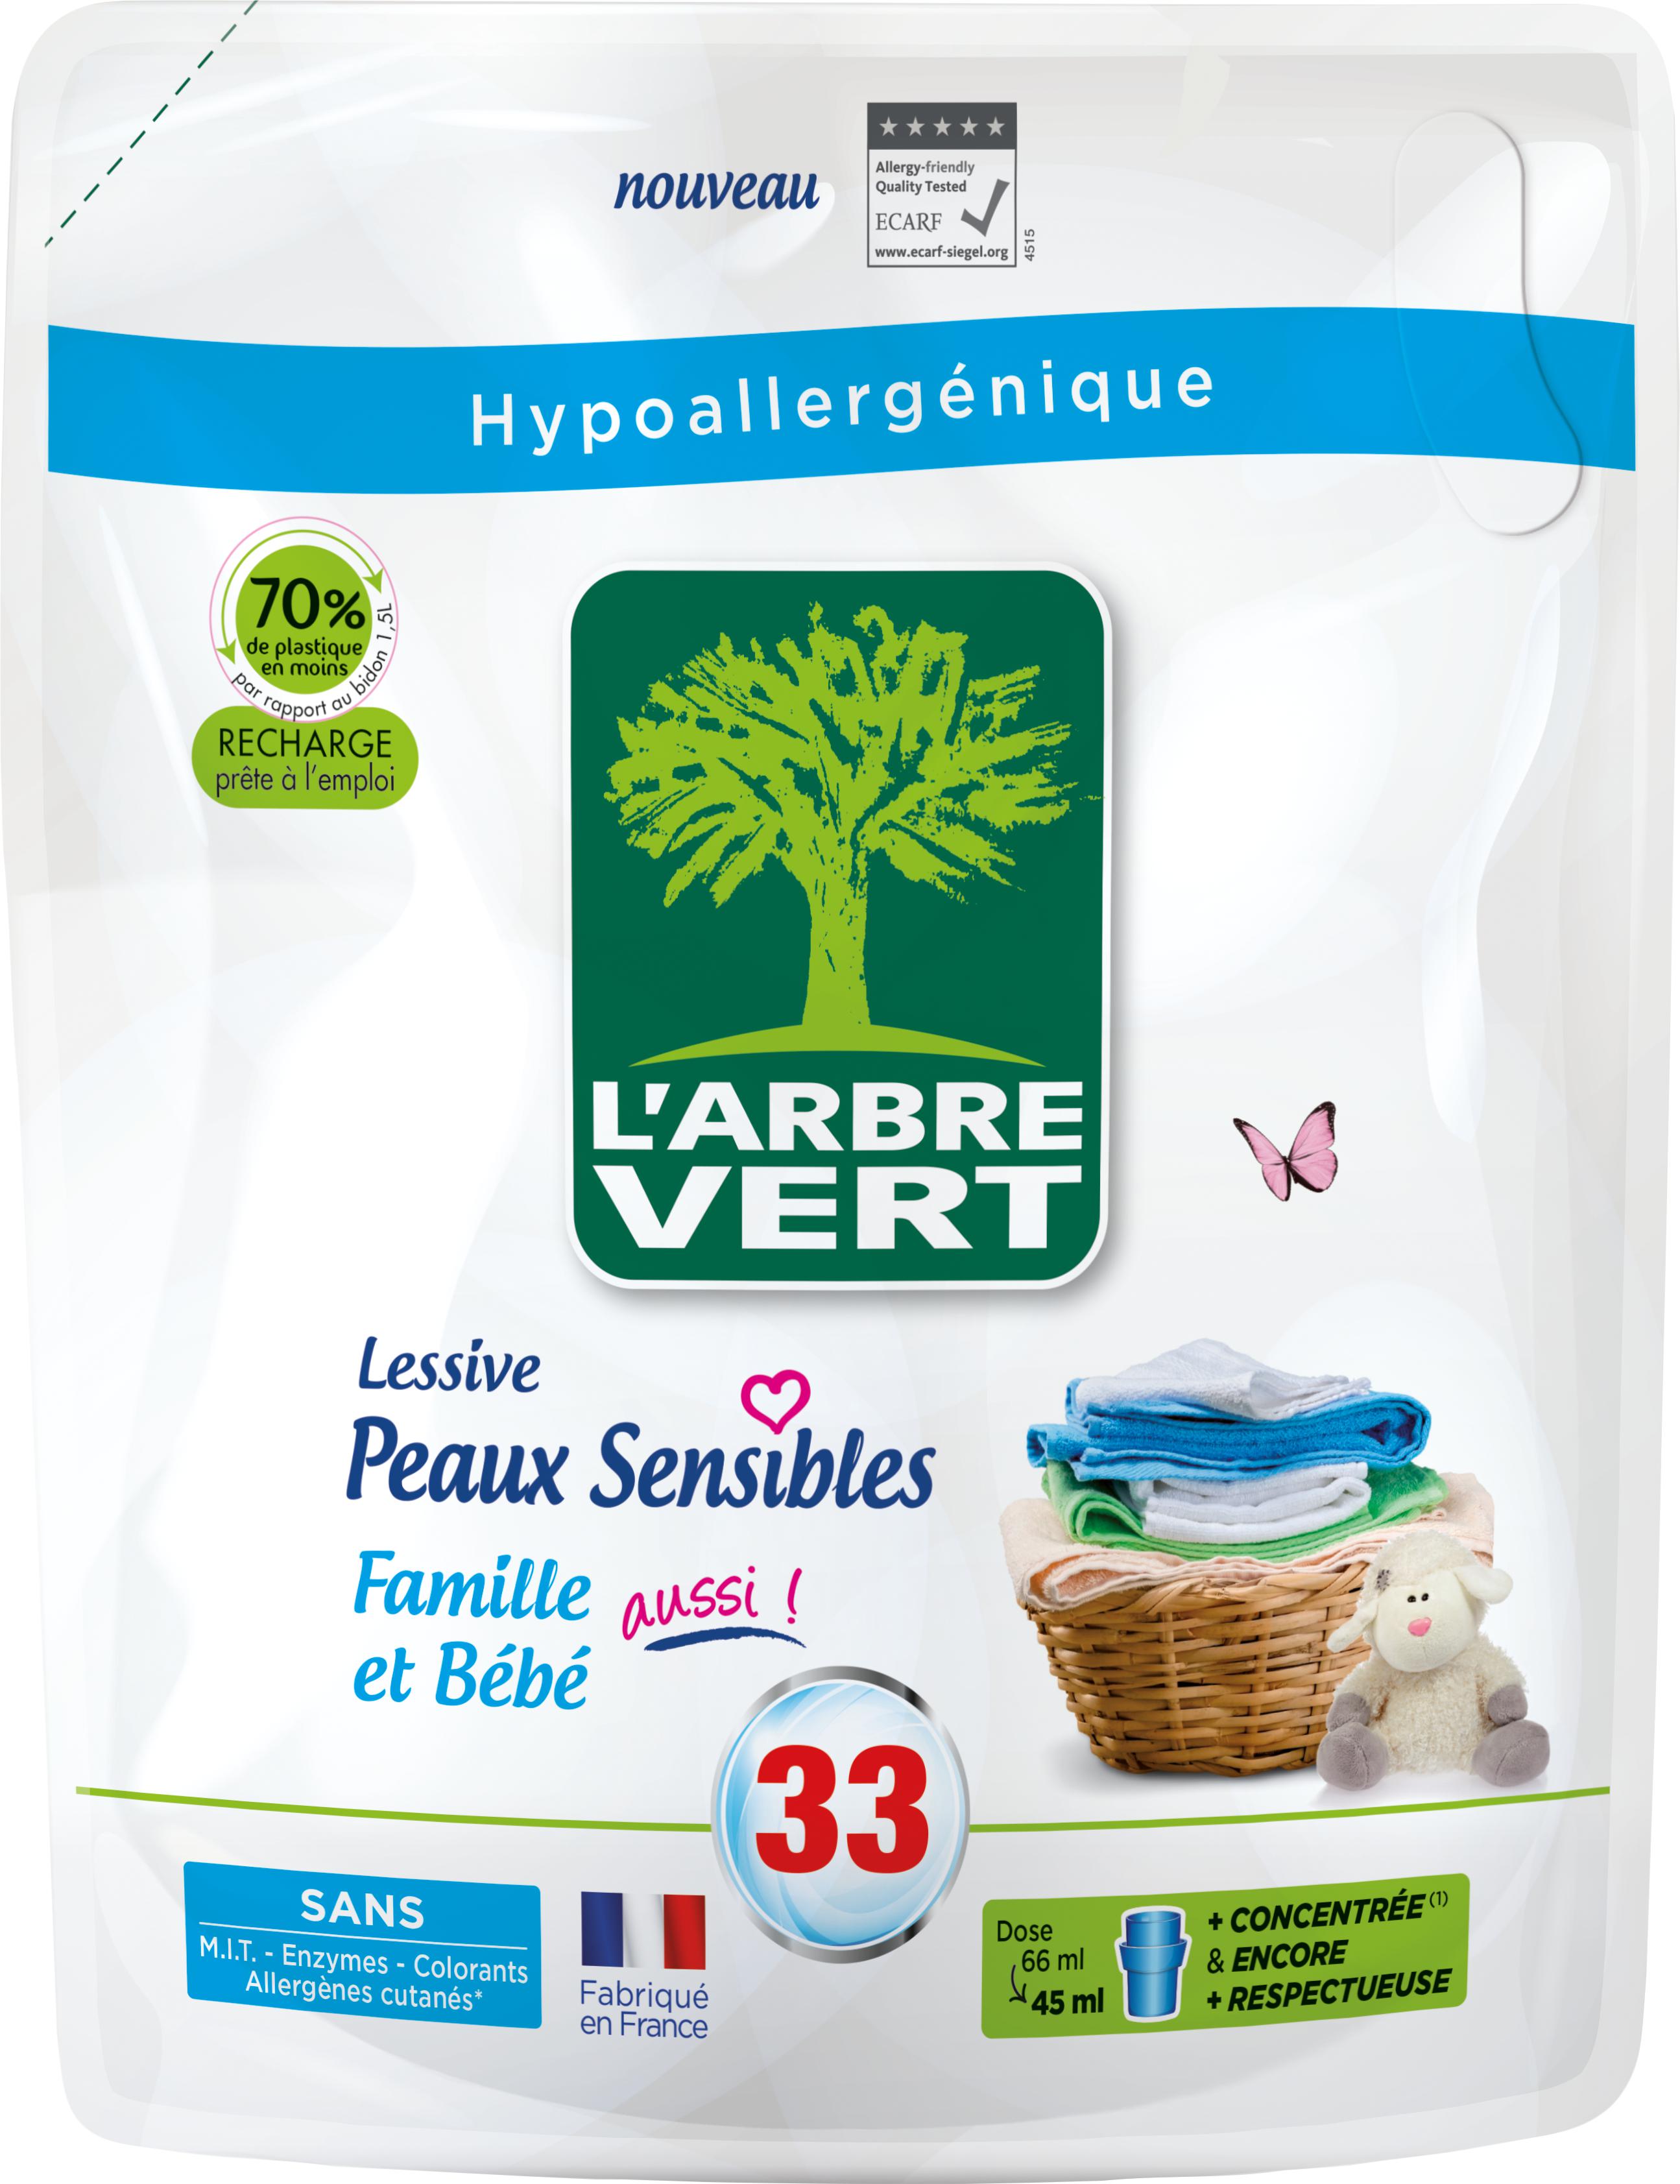 nouveau
★★★★★
Allergy-friendly
Quality Tested
ECARF
www.ecarf-siegel.org
4515
Hypoallergénique
70%
de plastique
en moins
par rapport au bidon 1,5L
RECHARGE
prête à l'emploi
L'ARBRE
VERT
Lessive
Peaux Sensibles
Famille
et Bébé
aussi !
33
SANS
M.I.T. - Enzymes - Colorants
Allergènes cutanés*
Fabriqué
en France
Dose
66 ml
45 ml
+ CONCENTRÉE (1)
& ENCORE
+ RESPECTUEUSE